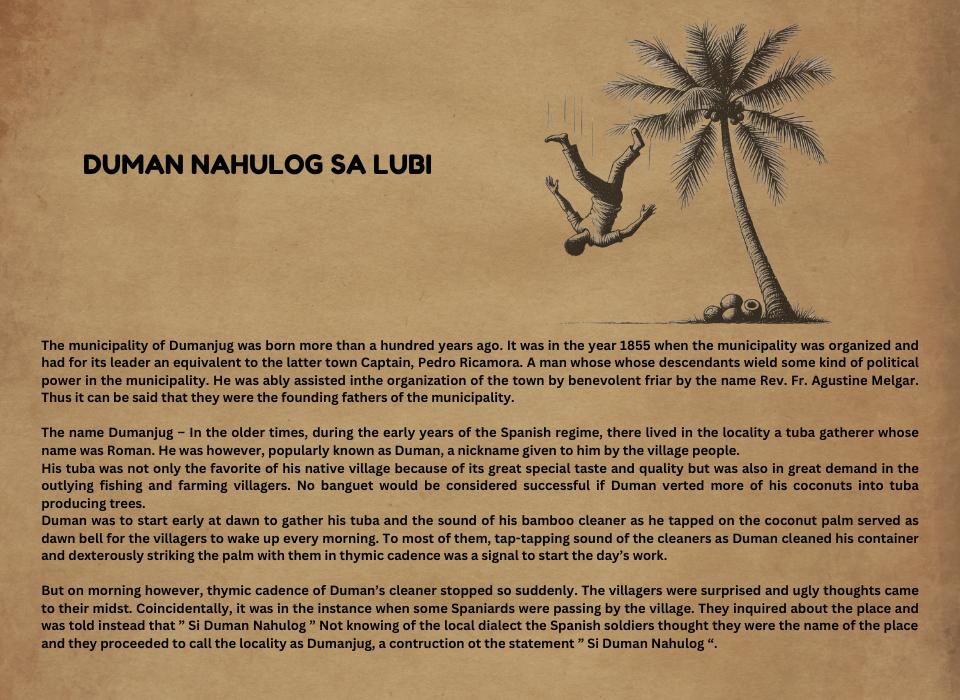 DUMAN NAHULOG SA LUBI
The municipality of Dumanjug was born more than a hundred years ago. It was in the year 1855 when the municipality was organized and
had for its leader an equivalent to the latter town Captain, Pedro Ricamora. A man whose whose descendants wield some kind of political
power in the municipality. He was ably assisted inthe organization of the town by benevolent friar by the name Rev. Fr. Agustine Melgar.
Thus it can be said that they were the founding fathers of the municipality.
The name Dumanjug – In the older times, during the early years of the Spanish regime, there lived in the locality a tuba gatherer whose
name was Roman. He was however, popularly known as Duman, a nickname given to him by the village people.
His tuba was not only the favorite of his native village because of its great special taste and quality but was also in great demand in the
outlying fishing and farming villagers. No banguet would be considered successful if Duman verted more of his coconuts into tuba
producing trees.
Duman was to start early at dawn to gather his tuba and the sound of his bamboo cleaner as he tapped on the coconut palm served as
dawn bell for the villagers to wake up every morning. To most of them, tap-tapping sound of the cleaners as Duman cleaned his container
and dexterously striking the palm with them in thymic cadence was a signal to start the day’s work.
But on morning however, thymic cadence of Duman’s cleaner stopped so suddenly. The villagers were surprised and ugly thoughts came
to their midst. Coincidentally, it was in the instance when some Spaniards were passing by the village. They inquired about the place and
was told instead that ” Si Duman Nahulog ” Not knowing of the local dialect the Spanish soldiers thought they were the name of the place
and they proceeded to call the locality as Dumanjug, a contruction ot the statement ” Si Duman Nahulog “.